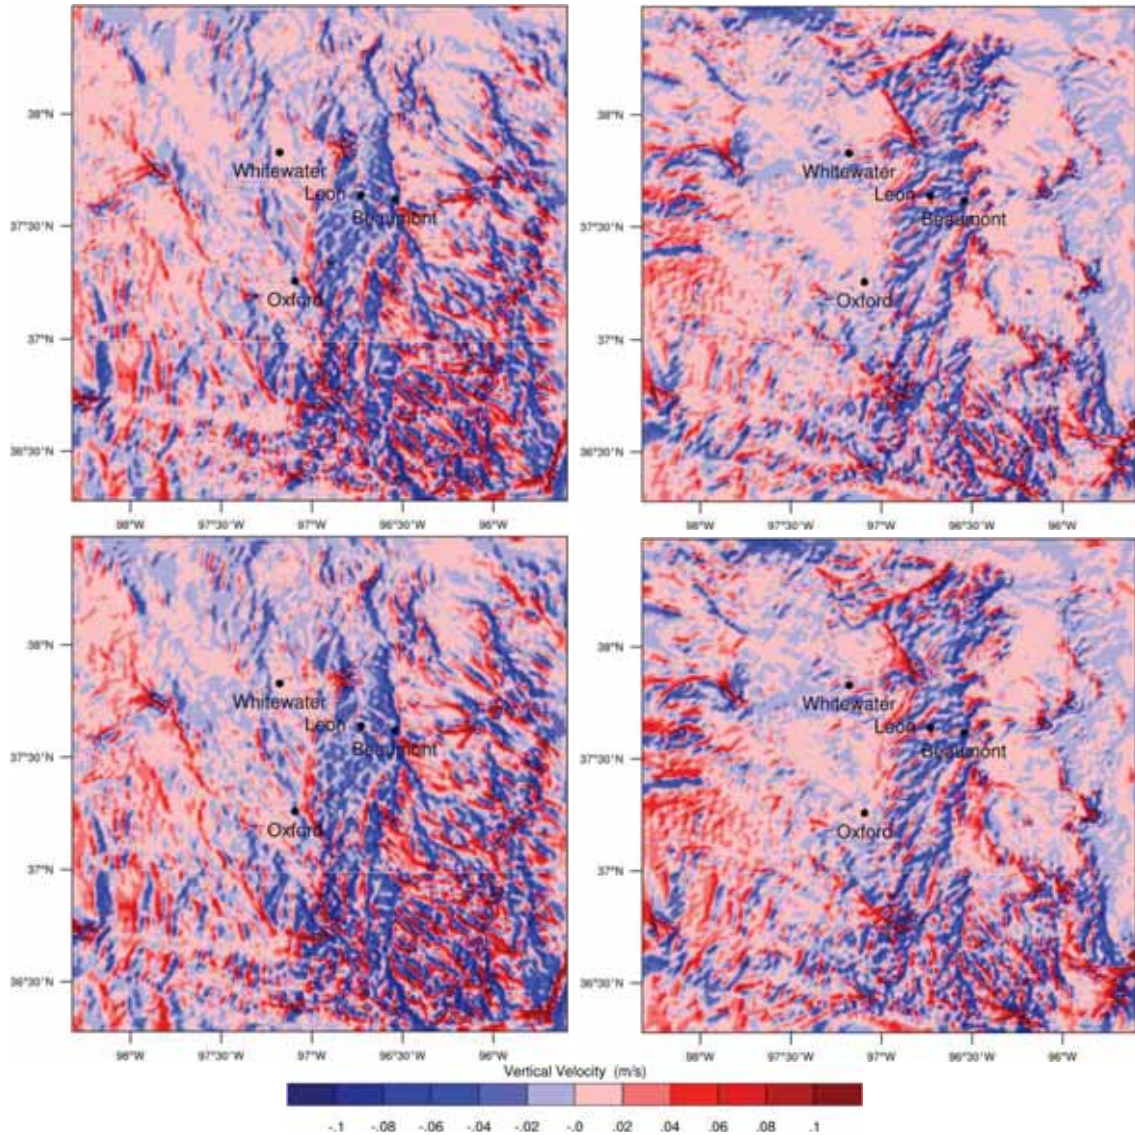 38°N
38°N
Whitewater
Whitewater
Leon
Leon
Beaumont
Beaumont
37°30'N
37°30'N
Oxford
Oxford
37°N
37°N
36°30'N
36°30'N
98°W 97°30'W 97°W 96°30'W 96°W
98°W 97°30'W 97°W 96°30'W 96°W
38°N
38°N
Whitewater
Whitewater
Leon
Leon
Beaumont
Beaumont
37°30'N
37°30'N
Oxford
Oxford
37°N
37°N
36°30'N
36°30'N
98°W 97°30'W 97°W 96°30'W 96°W
98°W 97°30'W 97°W 96°30'W 96°W
Vertical Velocity (m/s)
-.1 -.08 -.06 -.04 -.02 -.0 .02 .04 .06 .08 .1